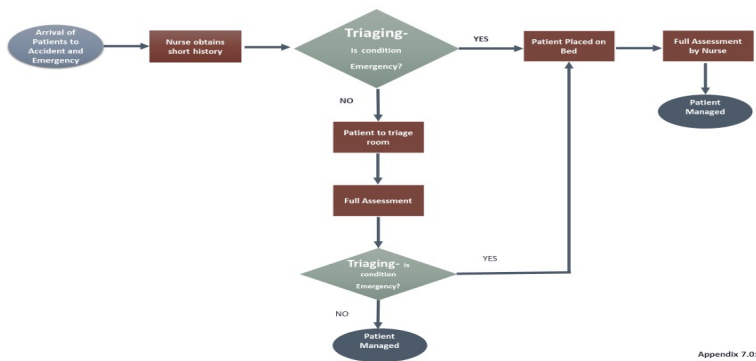 Arrival of
Patients to
Accident and
Emergency
Nurse obtains
short history
Triaging-
Is condition
Emergency?
YES
Patient Placed on
Bed
Full Assessment
by Nurse
Patient
Managed
NO
Patient to triage
room
Full Assessment
Triaging- Is
condition
Emergency?
YES
NO
Patient
Managed
Appendix 7.0